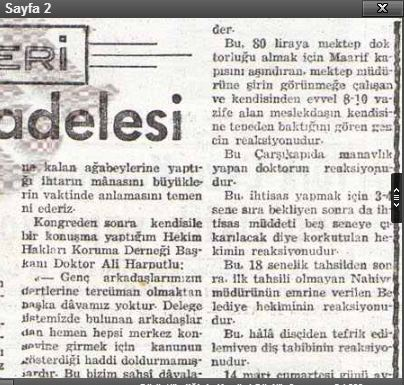 Sayfa 2
ERİ
adelesi
ne kalan ağabeylerine yaptı-
ğı ihtarın mânasını büyükle-
rin vaktinde anlamasını temen
ni ederiz.
Kongreden sonra kendisile
bir konuşma yaptığım Hekim
Hakları Koruma Derneği Baş-
kanı Doktor Ali Harputlu;
— Genç arkadaşlarımızın
dertlerine tercüman olmaktan
başka dâvamız yoktur. Delege
listemizde bulunan arkadaşlar
dan hemen hepsi merkez kon-
seyine girmek için kanunun
gösterdiği haddi doldurmamış-
lardır. Bu bizim şahsi dâvala-
der.
Bu, 80 liraya mektep dok
torluğu almak için Maarif ka-
pısını aşındıran, mektep müdü-
rüne şirin görünmeğe çalışan
ve kendisinden evvel 8-10 va-
zife alan meslekdaşın kendisi-
ne tepeden baktığını gören gen-
cin reaksiyonudur.
Bu Çarşıkapıda manavlık
yapan doktorun reaksiyonu-
dur.
Bu, ihtisas yapmak için 3-4
sene sıra bekliyen sonra da ih-
tisas müddeti beş seneye çı-
karılacak diye korkutulan he-
kimin reaksiyonudur.
Bu, 18 senelik tahsilden son
ra, ilk tahsili olmayan Nahiye
müdürünün emrine verilen Be-
lediye hekiminin reaksiyonu-
dur.
Bu hâlâ dişciden tefrik edi-
lemiyen diş tabibinin reaksiyo-
nudur.
14 mart cumartesi günü